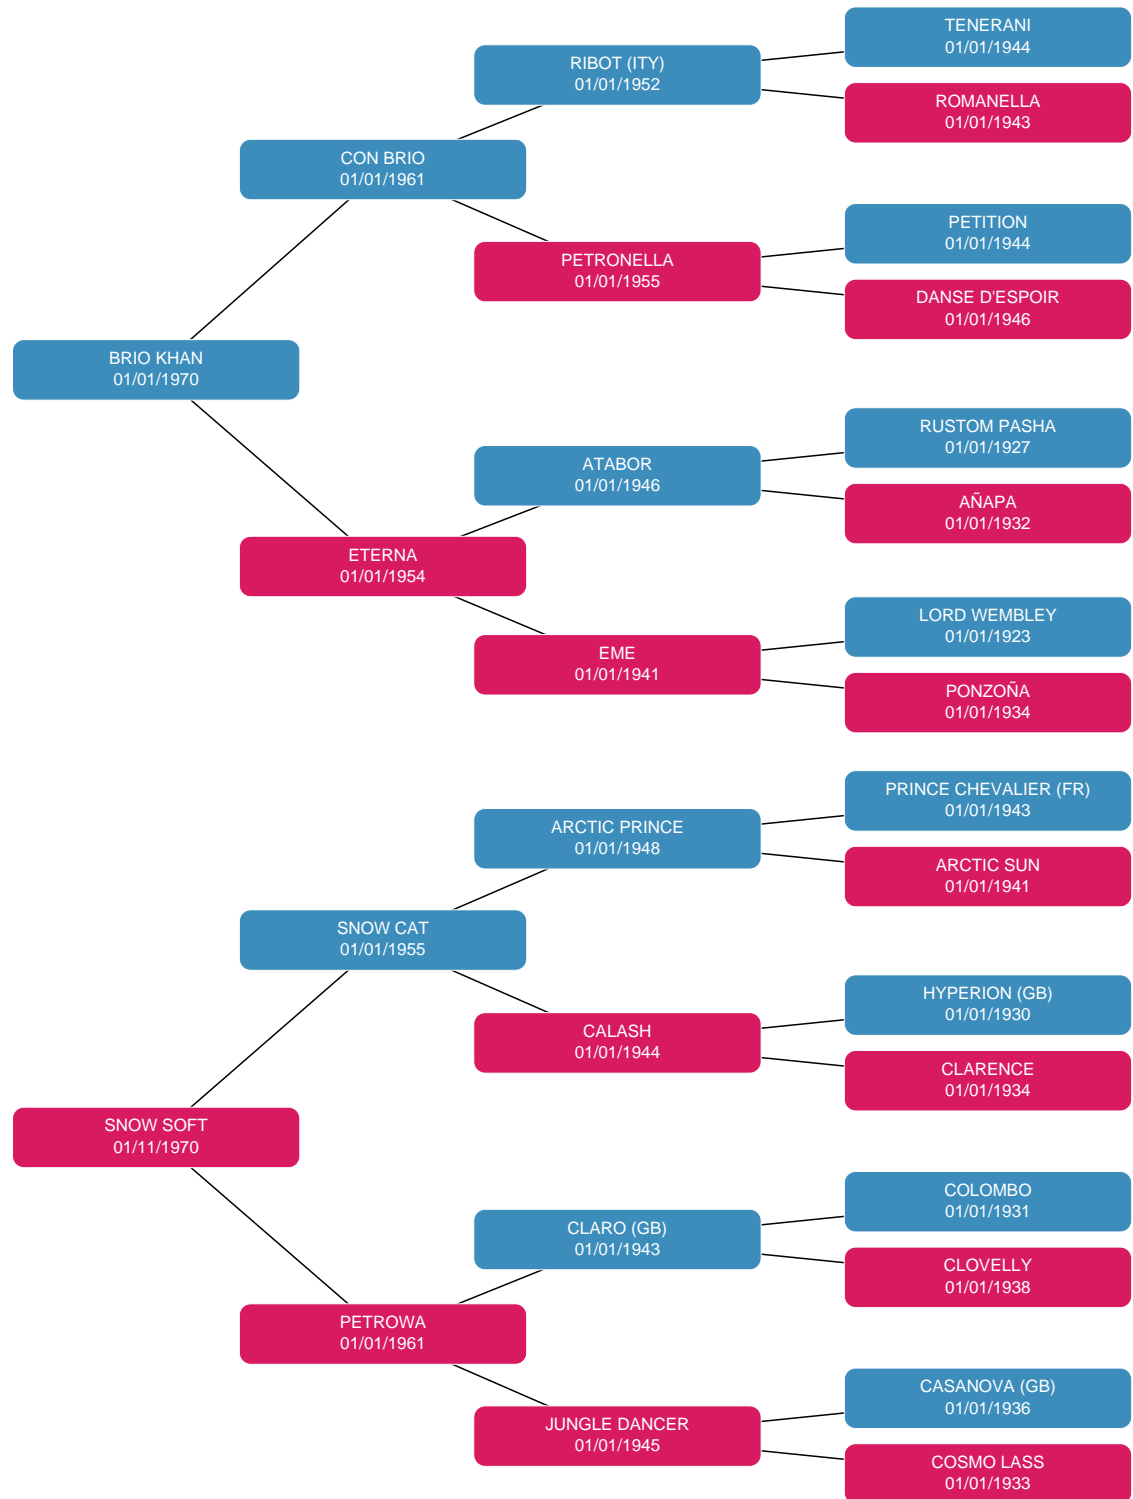 TENERANI
01/01/1944
RIBOT (ITY)
01/01/1952
ROMANELLA
01/01/1943
CON BRIO
01/01/1961
PETITION
01/01/1944
PETRONELLA
01/01/1955
DANSE D'ESPOIR
01/01/1946
BRIO KHAN
01/01/1970
RUSTOM PASHA
01/01/1927
ATABOR
01/01/1946
AÑAPA
01/01/1932
ETERNA
01/01/1954
LORD WEMBLEY
01/01/1923
EME
01/01/1941
PONZOÑA
01/01/1934
PRINCE CHEVALIER (FR)
01/01/1943
ARCTIC PRINCE
01/01/1948
ARCTIC SUN
01/01/1941
SNOW CAT
01/01/1955
HYPERION (GB)
01/01/1930
CALASH
01/01/1944
CLARENCE
01/01/1934
SNOW SOFT
01/11/1970
COLOMBO
01/01/1931
CLARO (GB)
01/01/1943
CLOVELLY
01/01/1938
PETROWA
01/01/1961
CASANOVA (GB)
01/01/1936
JUNGLE DANCER
01/01/1945
COSMO LASS
01/01/1933